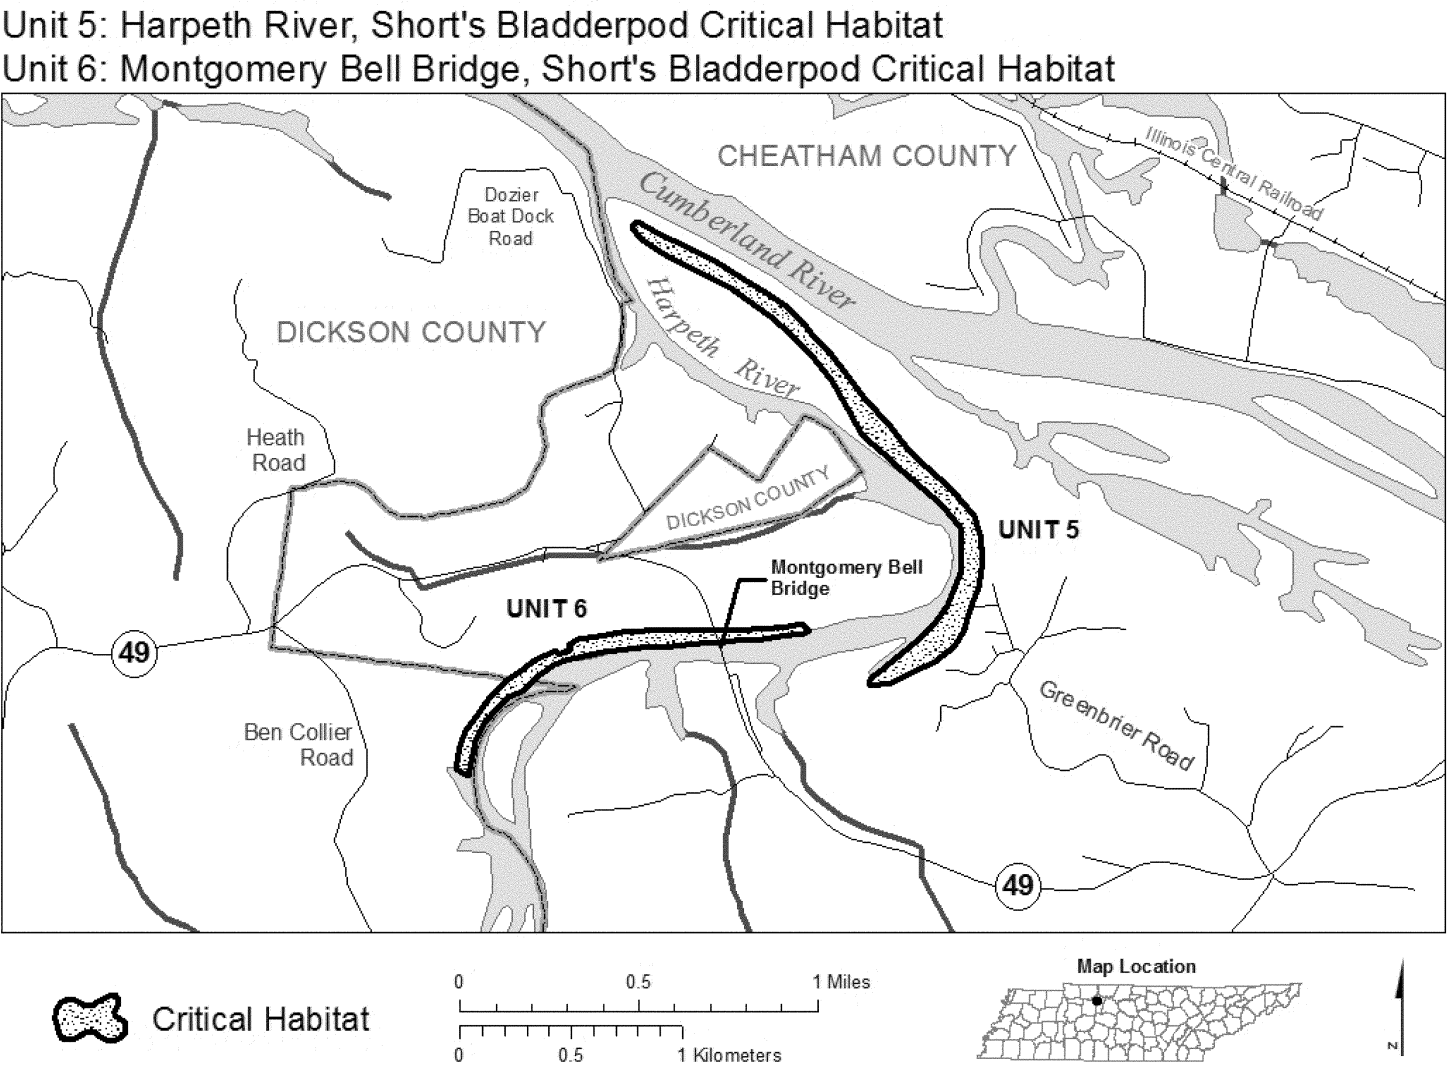 Unit 5: Harpeth River, Short's Bladderpod Critical Habitat
Unit 6: Montgomery Bell Bridge, Short's Bladderpod Critical Habitat
CHEATHAM COUNTY
Illinois Central Railroad
Dozier
Boat Dock
Road
Cumberland River
Harpeth River
DICKSON COUNTY
Heath
Road
DICKSON COUNTY
UNIT 5
Montgomery Bell
Bridge
UNIT 6
49
Greenbrier Road
Ben Collier
Road
49
Critical Habitat
0 0.5 1 Miles
0 0.5 1 Kilometers
Map Location
N